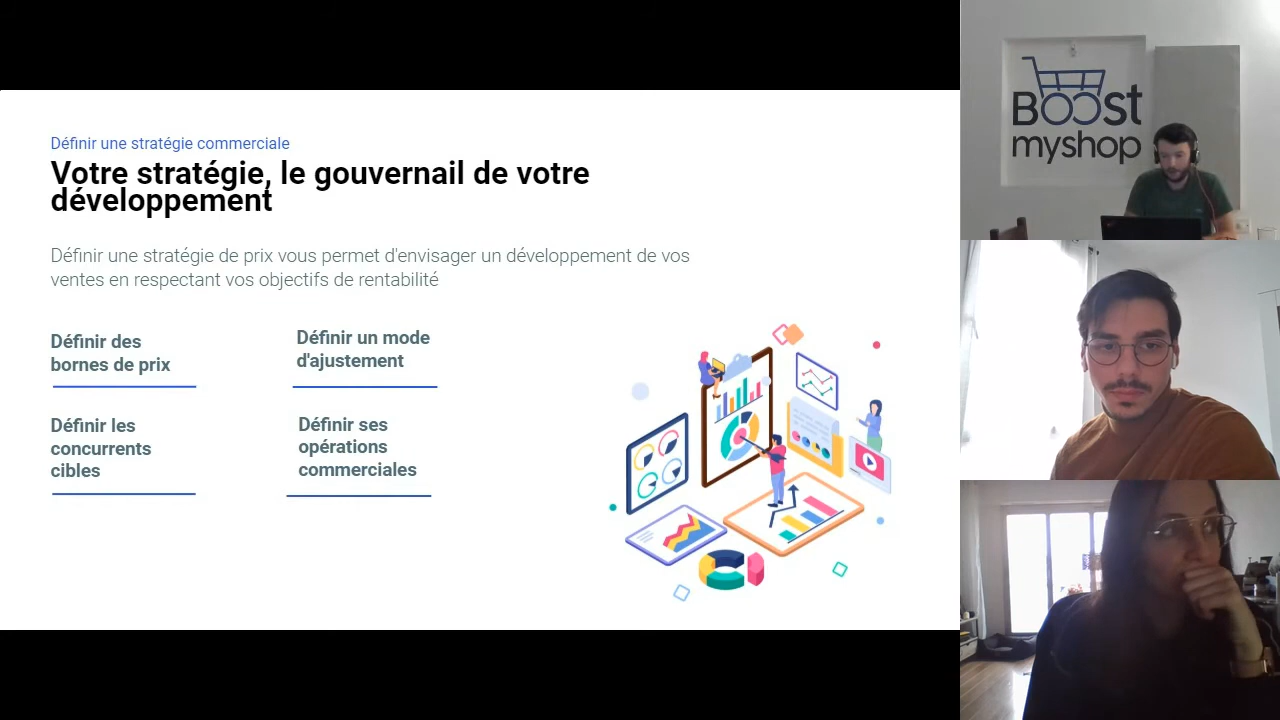 Définir une stratégie commerciale
Votre stratégie, le gouvernail de votre
développement
Définir une stratégie de prix vous permet d'envisager un développement de vos
ventes en respectant vos objectifs de rentabilité
Définir des
bornes de prix
Définir un mode
d'ajustement
Définir les
concurrents
cibles
Définir ses
opérations
commerciales
BOOst
myshop